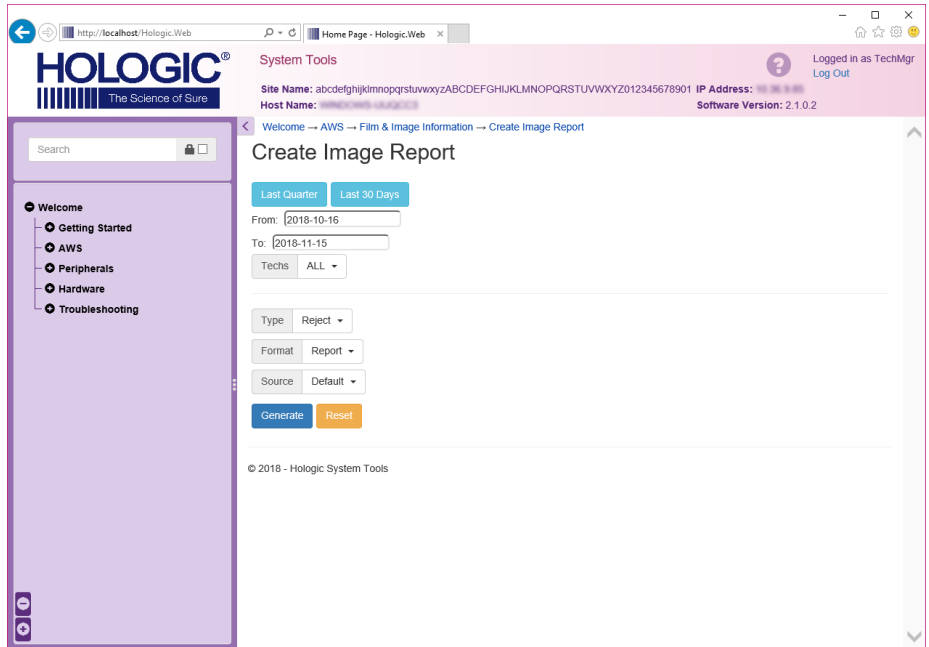 http://localhost/Hologic.Web
Home Page - Hologic.Web
HOLOGIC®
The Science of Sure
System Tools
Logged in as TechMgr
Log Out
Site Name: abcdefghijklmnopqrstuvwxyzABCDEFGHIJKLMNOPQRSTUVWXYZ012345678901 IP Address:
Host Name:
Software Version: 2.1.0.2
Search
Welcome
Getting Started
AWS
Peripherals
Hardware
Troubleshooting
Welcome → AWS → Film & Image Information → Create Image Report
Create Image Report
Last Quarter
Last 30 Days
From: 2018-10-16
To: 2018-11-15
Techs ALL
Type Reject
Format Report
Source Default
Generate
Reset
© 2018 - Hologic System Tools